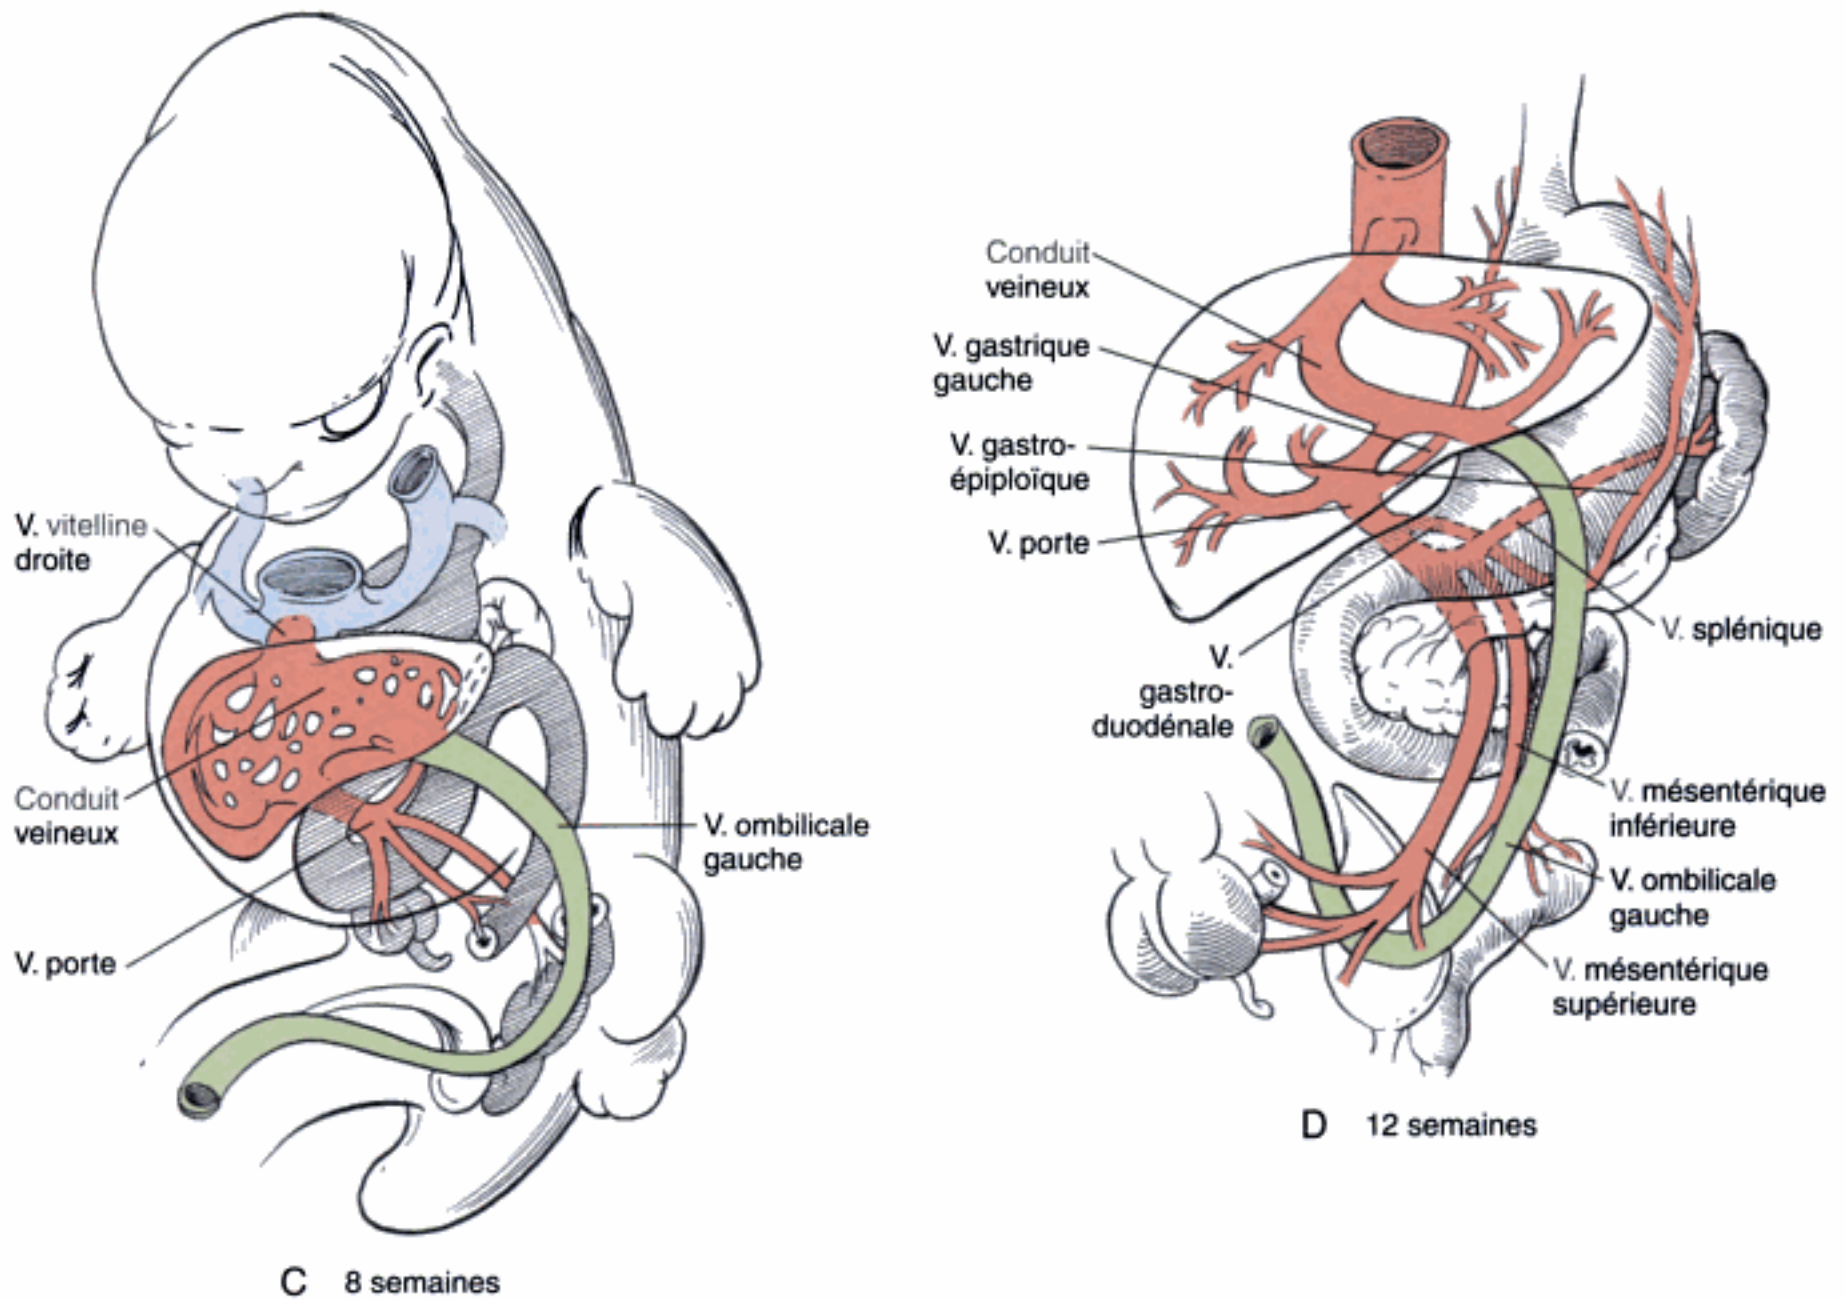 V. vitelline
droite
Conduit
veineux
V. porte
V. ombilicale
gauche
C 8 semaines
Conduit
veineux
V. gastrique
gauche
V. gastro-
épiploïque
V. porte
V.
gastro-
duodénale
V. splénique
V. mésentérique
inférieure
V. ombilicale
gauche
V. mésentérique
supérieure
D 12 semaines